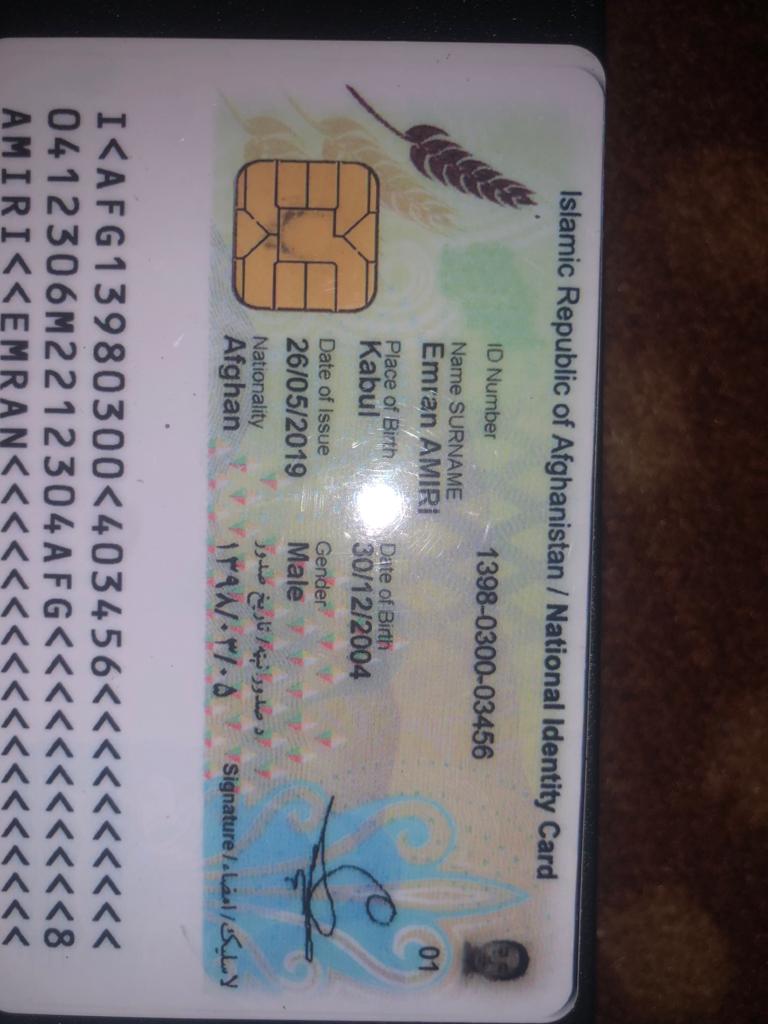 Islamic Republic of Afghanistan / National Identity Card
ID Number 1398-0300-03456
Name SURNAME
Emran AMIRI
01
Place of Birth Date of Birth
Kabul 30/12/2004
Date of Issue Gender
26/05/2019 Male
Nationality د صدور نېټه / تاریخ صدور
Afghan ۱۳۹۸/۰۳/۰۵ Signature / امضاء / لاسلیک
I<AFG13980300<403456<<<<<<<<<<
0412306M2212304AFG<<<<<<<<<<<8
AMIRI<<EMRAN<<<<<<<<<<<<<<<<<<